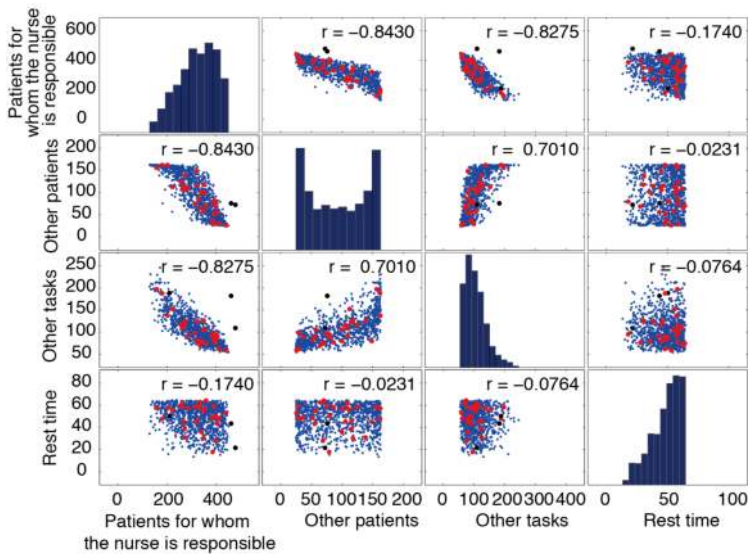 Patients for
whom the nurse
is responsible
600
400
200
0
r = −0.8430
r = −0.8275
r = −0.1740
Other patients
200
150
100
50
0
r = −0.8430
r = 0.7010
r = −0.0231
Other tasks
250
200
150
100
50
r = −0.8275
r = 0.7010
r = −0.0764
Rest time
80
60
40
20
0
r = −0.1740
r = −0.0231
r = −0.0764
0 200 400
0 50 100 150 200
0 100 200 300 400
0 50 100
Patients for whom
the nurse is responsible
Other patients
Other tasks
Rest time